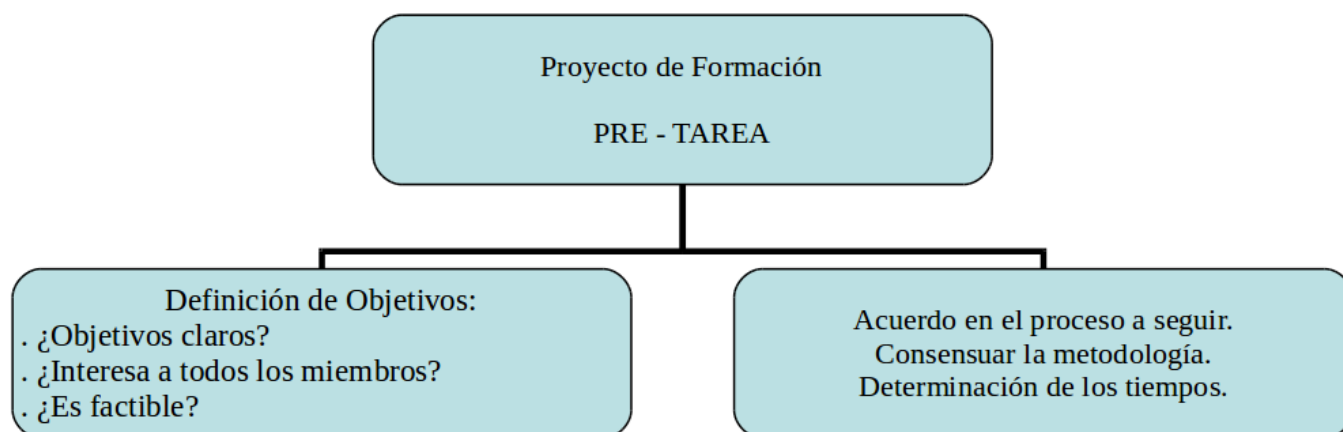 Proyecto de Formación
PRE - TAREA
Definición de Objetivos:
. ¿Objetivos claros?
. ¿Interesa a todos los miembros?
. ¿Es factible?
Acuerdo en el proceso a seguir.
Consensuar la metodología.
Determinación de los tiempos.